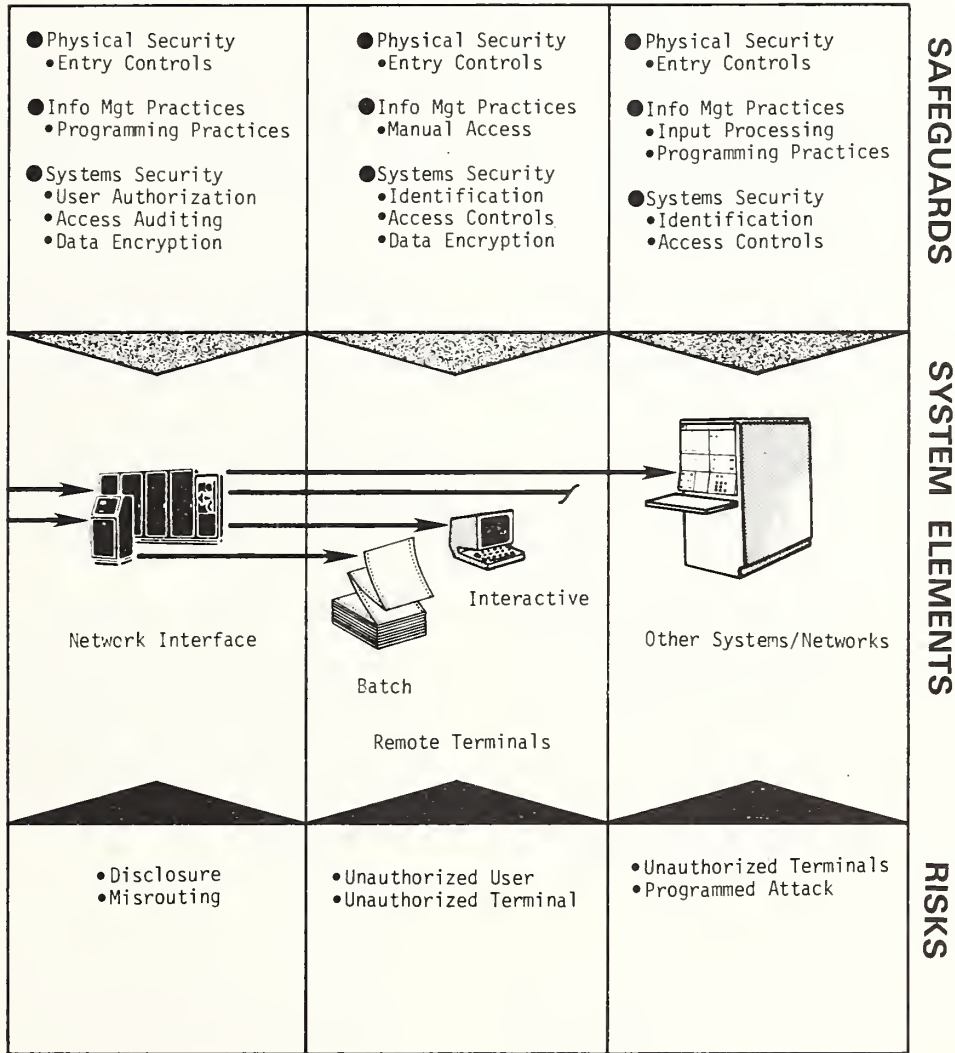 ●Physical Security
•Entry Controls
●Info Mgt Practices
•Programming Practices
●Systems Security
•User Authorization
•Access Auditing
•Data Encryption
●Physical Security
•Entry Controls
●Info Mgt Practices
•Manual Access
●Systems Security
•Identification
•Access Controls
•Data Encryption
●Physical Security
•Entry Controls
●Info Mgt Practices
•Input Processing
•Programming Practices
●Systems Security
•Identification
•Access Controls
SAFEGUARDS
Network Interface
Interactive
Batch
Remote Terminals
Other Systems/Networks
SYSTEM ELEMENTS
•Disclosure
•Misrouting
•Unauthorized User
•Unauthorized Terminal
•Unauthorized Terminals
•Programmed Attack
RISKS